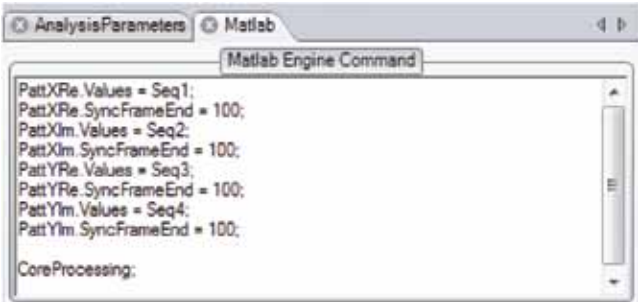 AnalysisParameters Matlab
Matlab Engine Command
PattXRe.Values = Seq1;
PattXRe.SyncFrameEnd = 100;
PattXIm.Values = Seq2;
PattXIm.SyncFrameEnd = 100;
PattYRe.Values = Seq3;
PattYRe.SyncFrameEnd = 100;
PattYIm.Values = Seq4;
PattYIm.SyncFrameEnd = 100;
CoreProcessing;